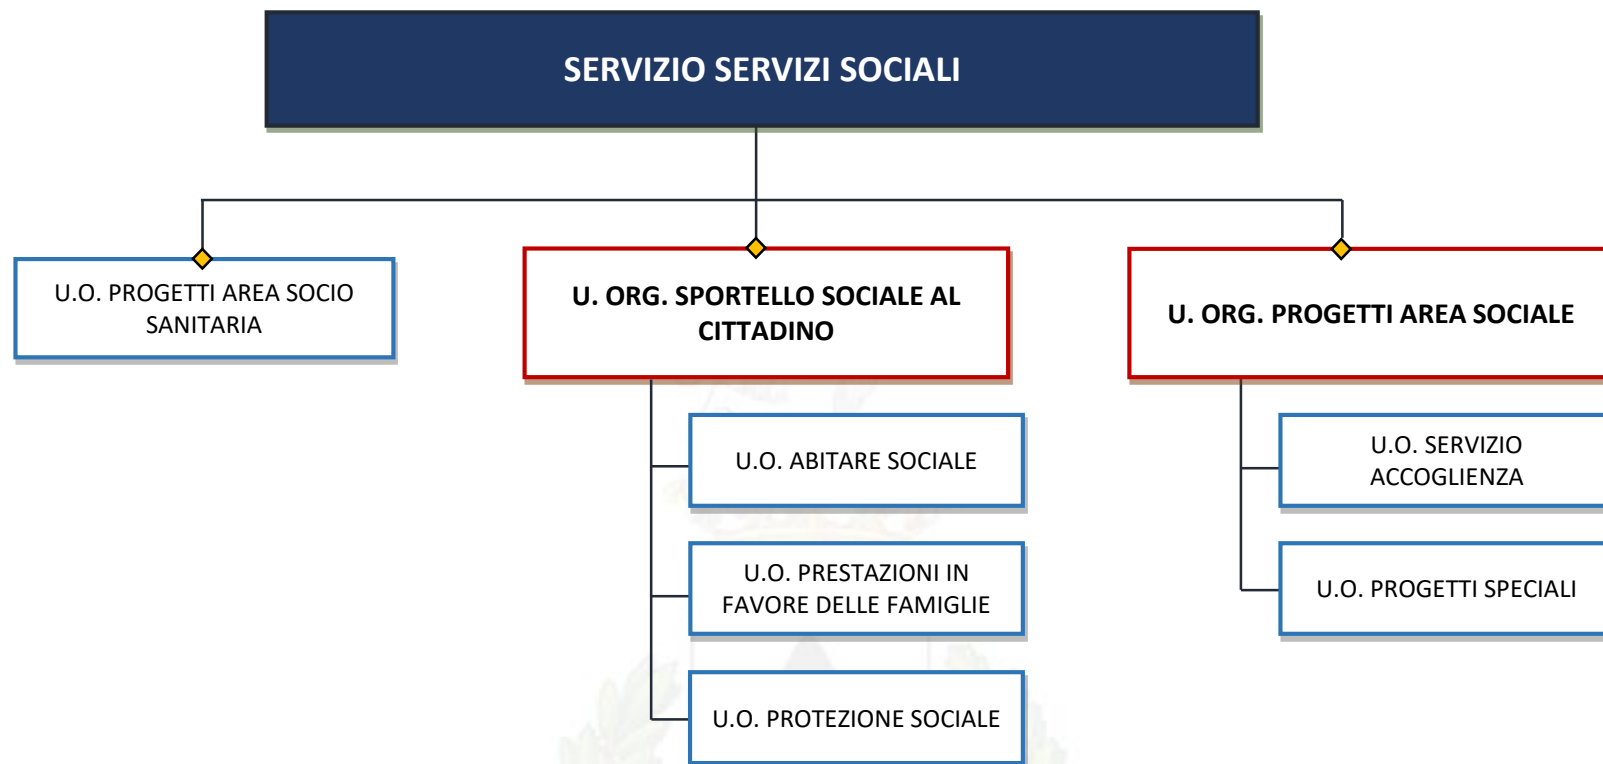 SERVIZIO SERVIZI SOCIALI
U.O. PROGETTI AREA SOCIO
SANITARIA
U. ORG. SPORTELLO SOCIALE AL
CITTADINO
U. ORG. PROGETTI AREA SOCIALE
U.O. ABITARE SOCIALE
U.O. PRESTAZIONI IN
FAVORE DELLE FAMIGLIE
U.O. PROTEZIONE SOCIALE
U.O. SERVIZIO
ACCOGLIENZA
U.O. PROGETTI SPECIALI